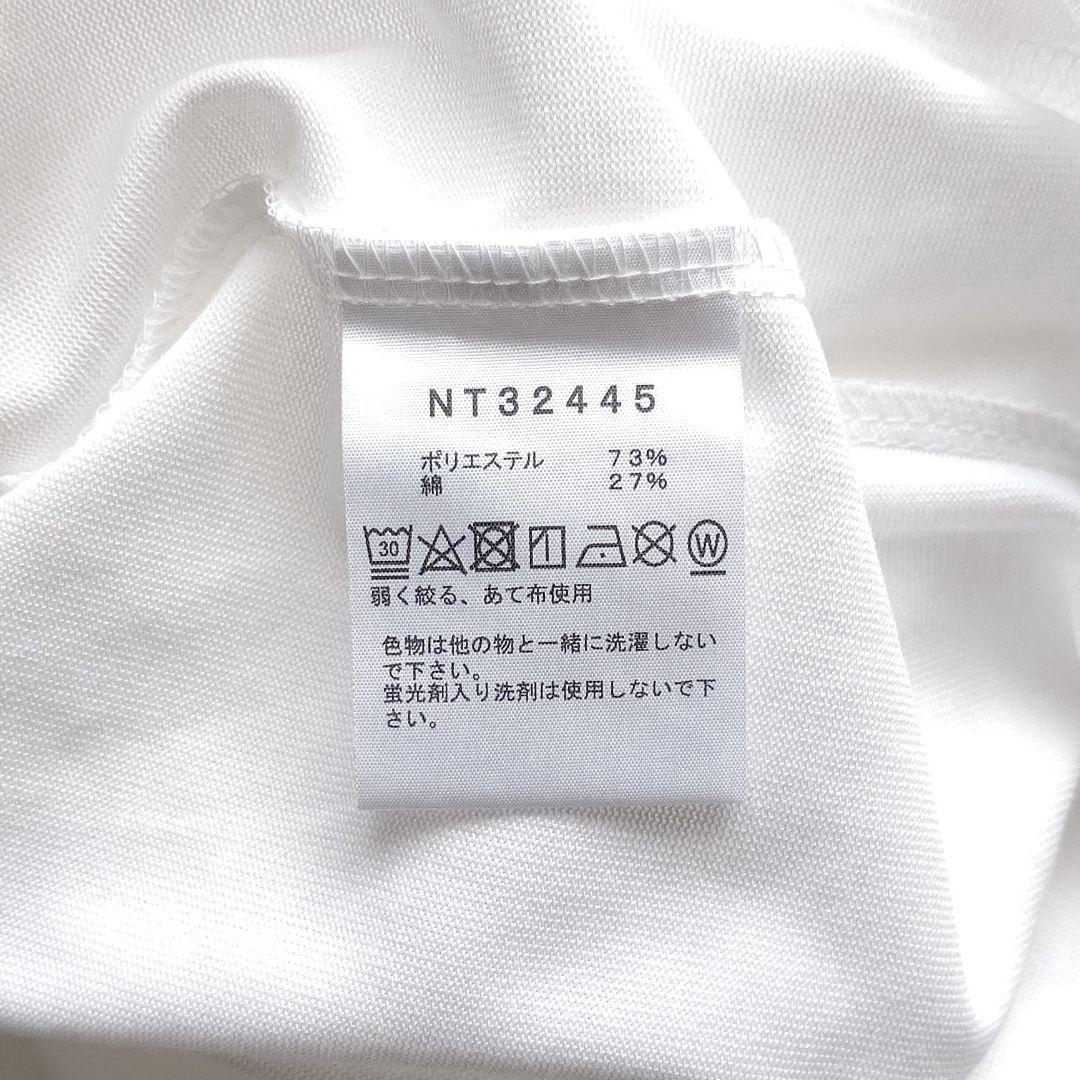 NT32445
ポリエステル 73%
綿 27%
30 W
弱く絞る、あて布使用
色物は他の物と一緒に洗濯しない
で下さい。
蛍光剤入り洗剤は使用しないで下
さい。